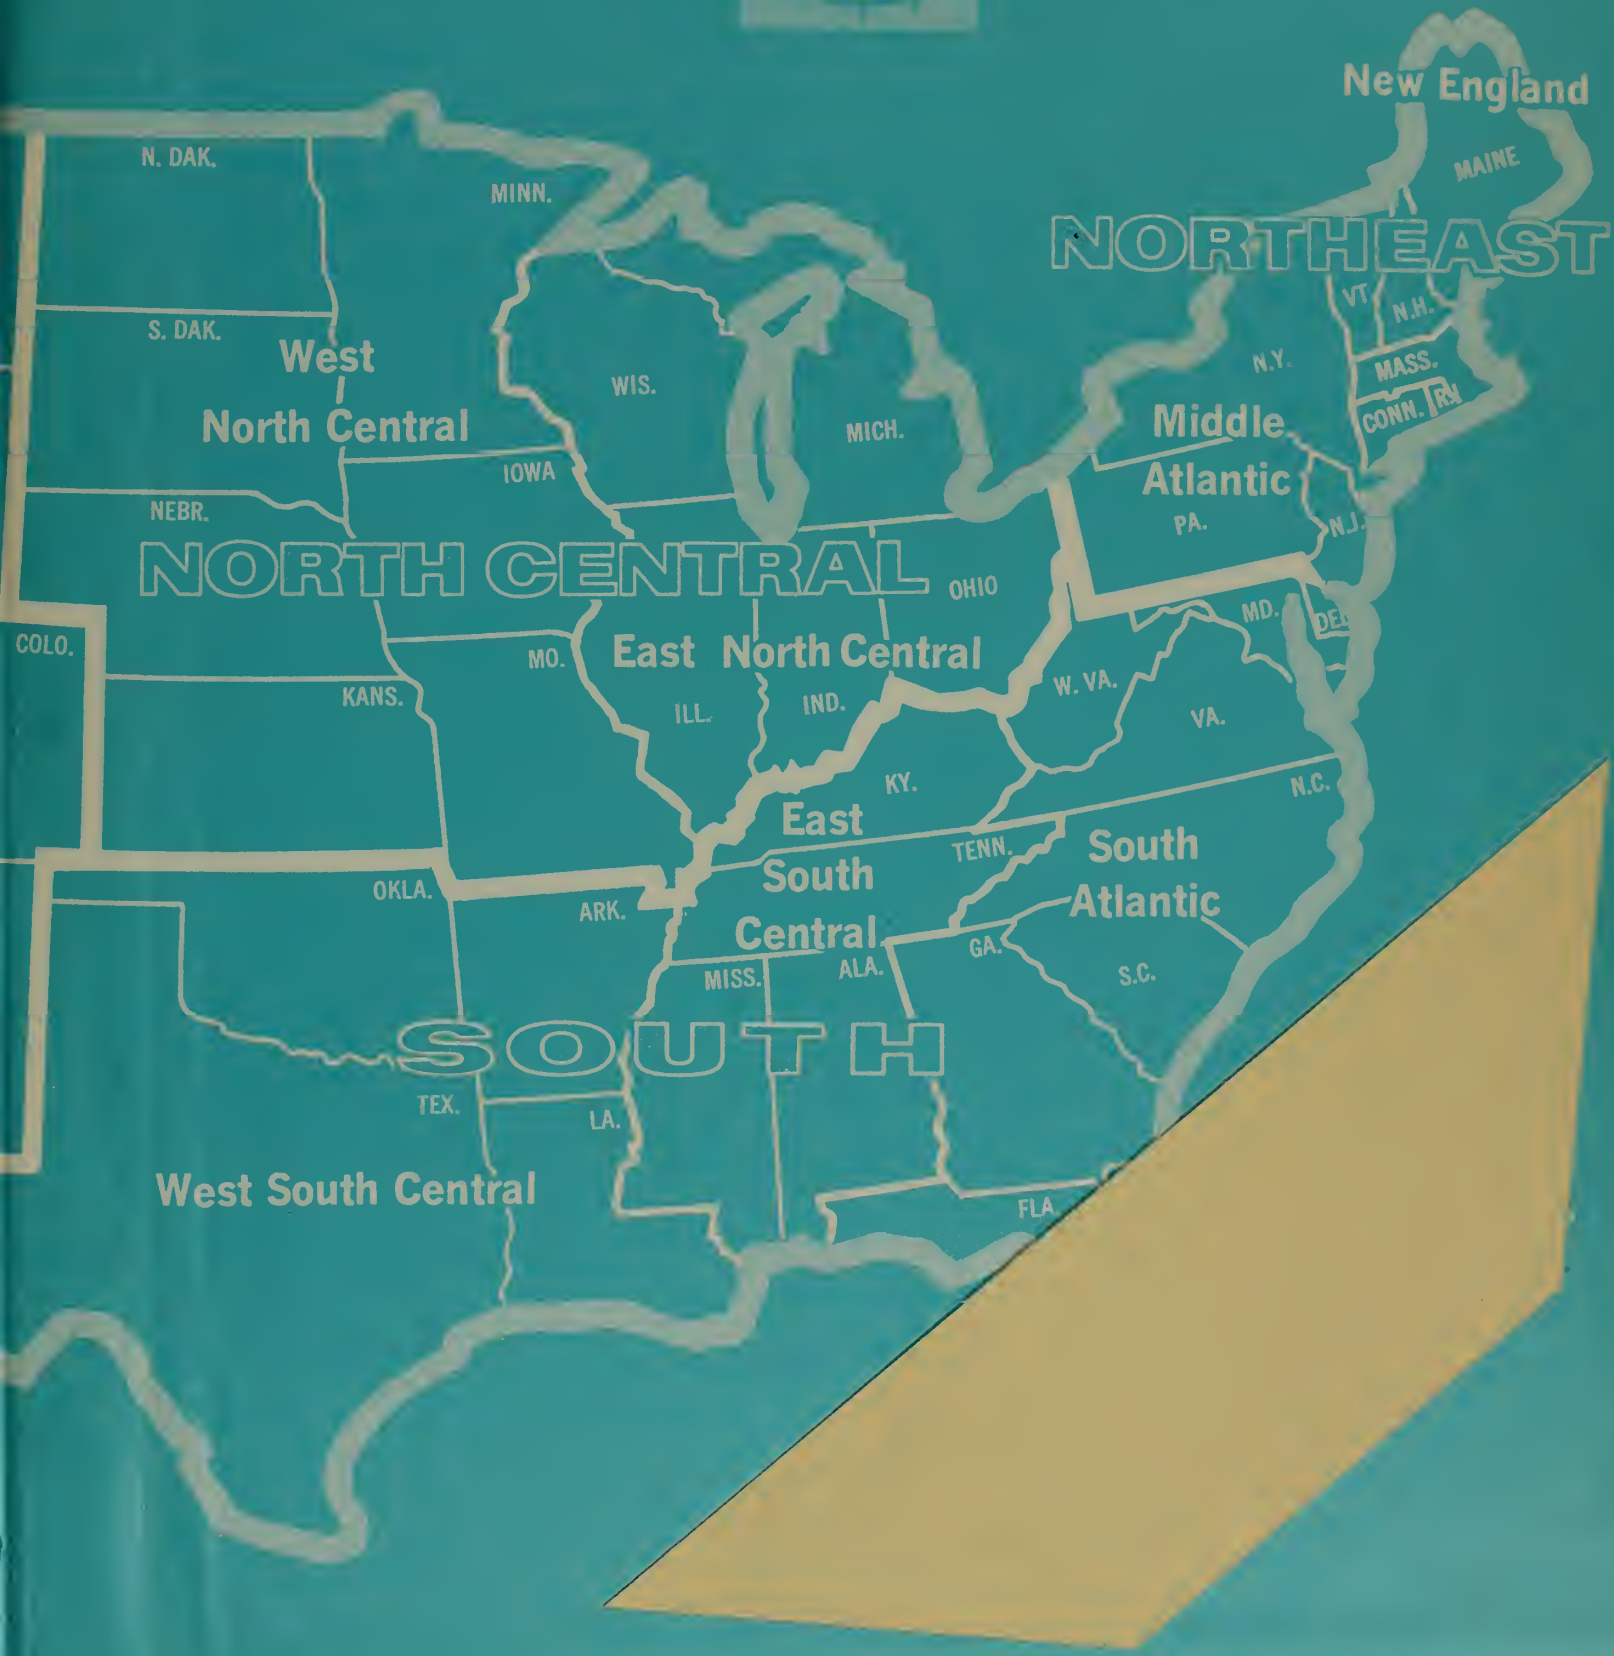 New England
MAINE
N. DAK.
MINN.
NORTHEAST
VT.
N.H.
S. DAK.
West
North Central
WIS.
MICH.
N.Y.
MASS.
CONN.
R.I.
Middle
Atlantic
IOWA
NEBR.
PA.
N.J.
NORTH CENTRAL
OHIO
MD.
DEL.
COLO.
MO.
East North Central
KANS.
ILL.
IND.
W. VA.
VA.
KY.
N.C.
East
South
Central
TENN.
South
Atlantic
OKLA.
ARK.
MISS.
ALA.
GA.
S.C.
SOUTH
TEX.
LA.
West South Central
FLA.